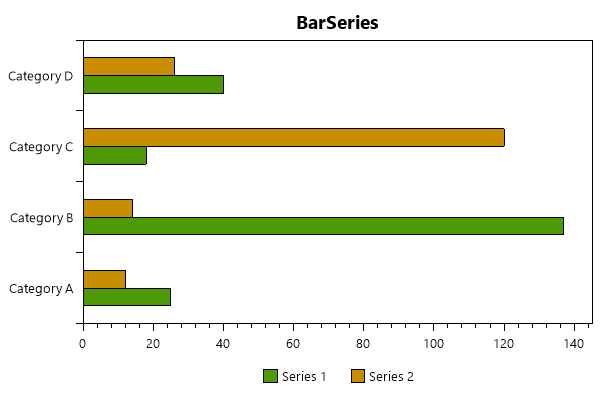 BarSeries
Category D
Category C
Category B
Category A
0 20 40 60 80 100 120 140
Series 1 Series 2